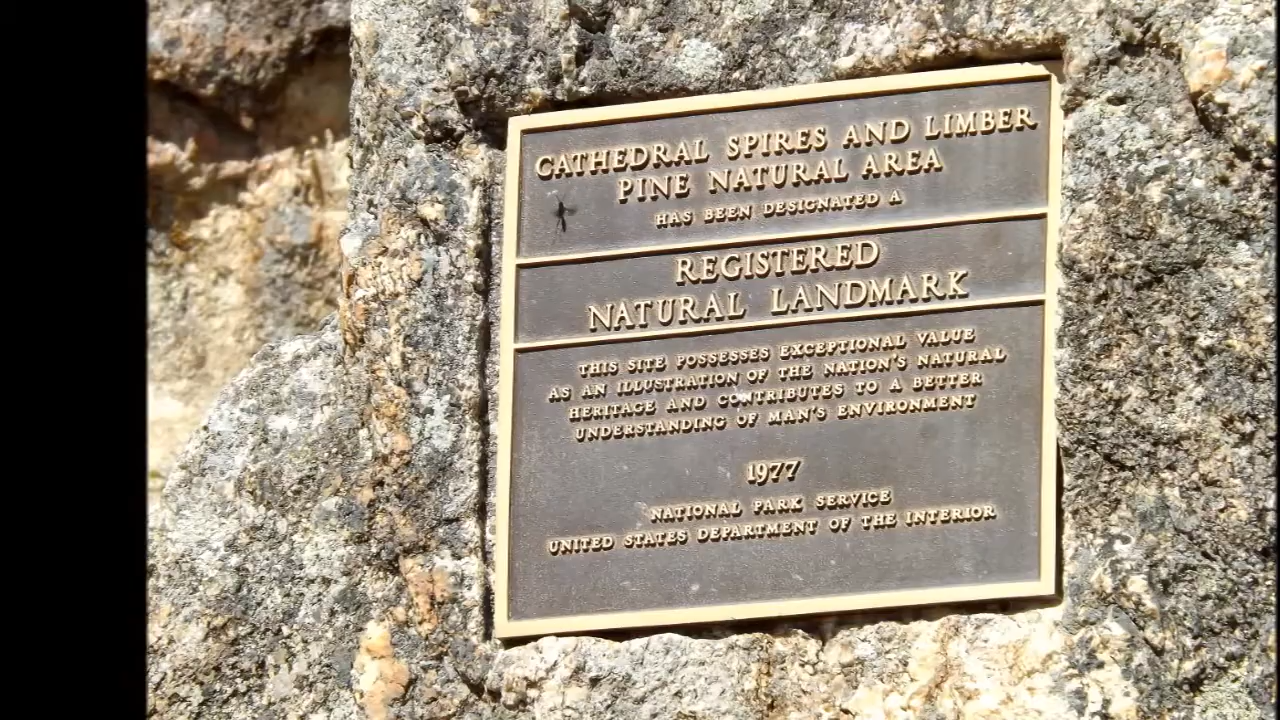 CATHEDRAL SPIRES AND LIMBER
PINE NATURAL AREA
HAS BEEN DESIGNATED A
REGISTERED
NATURAL LANDMARK
THIS SITE POSSESSES EXCEPTIONAL VALUE
AS AN ILLUSTRATION OF THE NATION'S NATURAL
HERITAGE AND CONTRIBUTES TO A BETTER
UNDERSTANDING OF MAN'S ENVIRONMENT
1977
NATIONAL PARK SERVICE
UNITED STATES DEPARTMENT OF THE INTERIOR